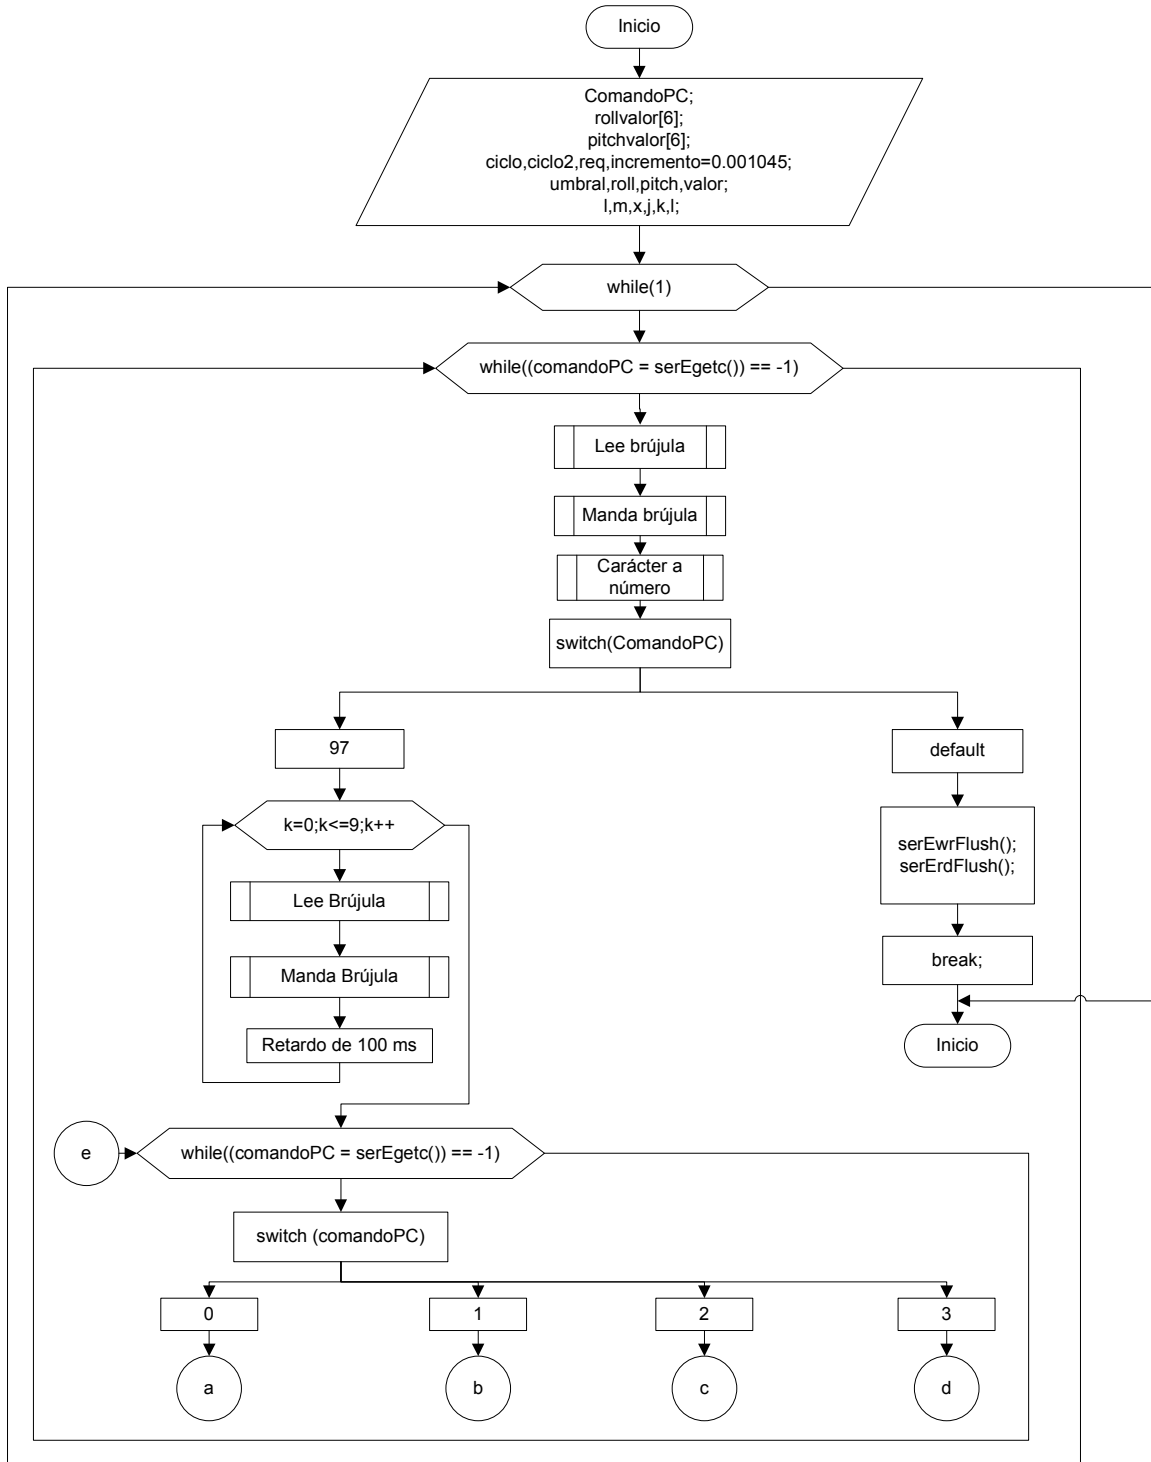 Inicio
ComandoPC;
rollvalor[6];
pitchvalor[6];
ciclo,ciclo2,req,incremento=0.001045;
umbral,roll,pitch,valor;
l,m,x,j,k,l;
while(1)
while((comandoPC = serEgetc()) == -1)
Lee brújula
Manda brújula
Carácter a
número
switch(ComandoPC)
97
default
k=0;k<=9;k++
serEwrFlush();
serErdFlush();
Lee Brújula
Manda Brújula
break;
Retardo de 100 ms
Inicio
e
while((comandoPC = serEgetc()) == -1)
switch (comandoPC)
0
1
2
3
a
b
c
d